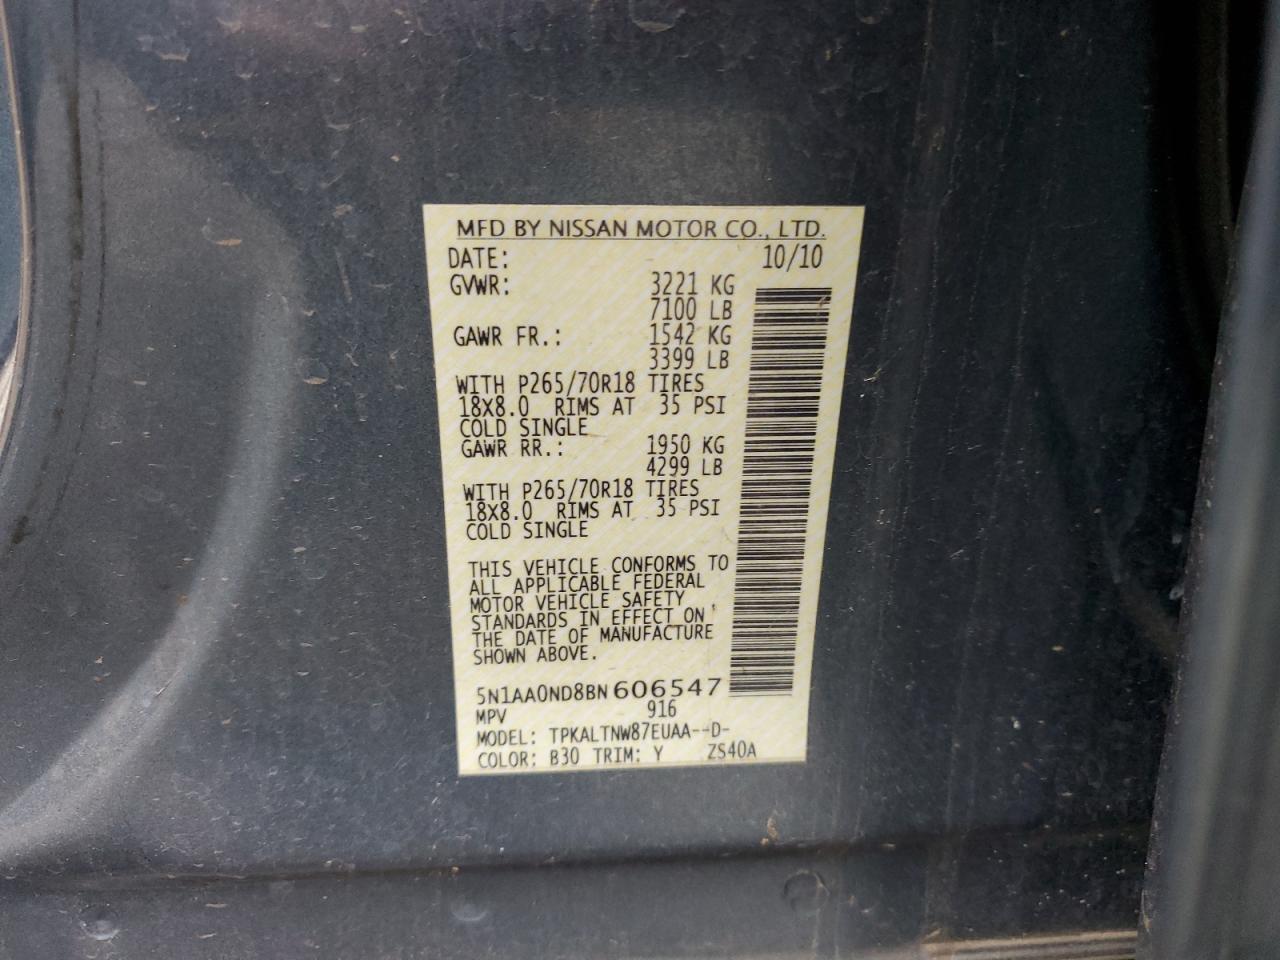 MFD BY NISSAN MOTOR CO., LTD.
DATE: 10/10
GVWR: 3221 KG
7100 LB
GAWR FR.: 1542 KG
3399 LB
WITH P265/70R18 TIRES
18X8.0 RIMS AT 35 PSI
COLD SINGLE
GAWR RR.: 1950 KG
4299 LB
WITH P265/70R18 TIRES
18X8.0 RIMS AT 35 PSI
COLD SINGLE
THIS VEHICLE CONFORMS TO
ALL APPLICABLE FEDERAL
MOTOR VEHICLE SAFETY
STANDARDS IN EFFECT ON
THE DATE OF MANUFACTURE
SHOWN ABOVE.
5N1AA0ND8BN606547
MPV 916
MODEL: TPKALTNW87EUAA--D-
COLOR: B30 TRIM: Y ZS40A